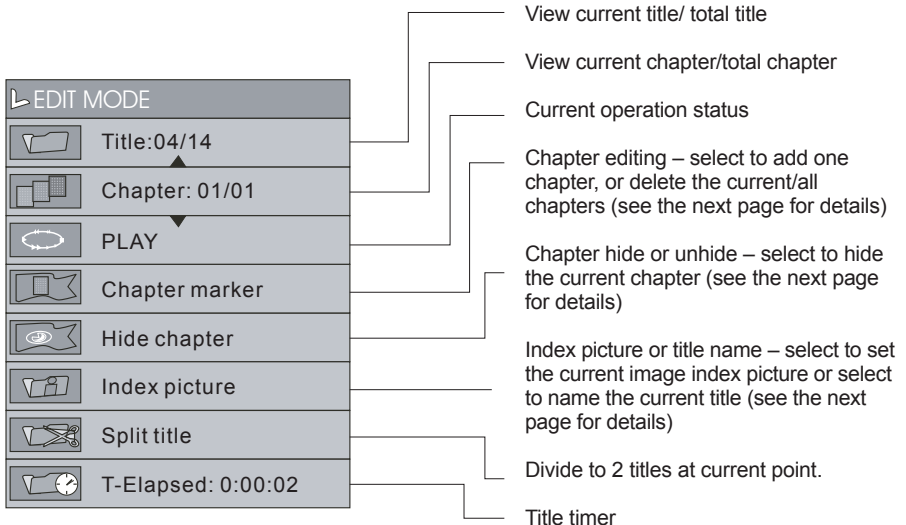 EDIT MODE
Title:04/14
Chapter: 01/01
PLAY
Chapter marker
Hide chapter
Index picture
Split title
T-Elapsed: 0:00:02
View current title/ total title
View current chapter/total chapter
Current operation status
Chapter editing – select to add one
chapter, or delete the current/all
chapters (see the next page for details)
Chapter hide or unhide – select to hide
the current chapter (see the next page
for details)
Index picture or title name – select to set
the current image index picture or select
to name the current title (see the next
page for details)
Divide to 2 titles at current point.
Title timer